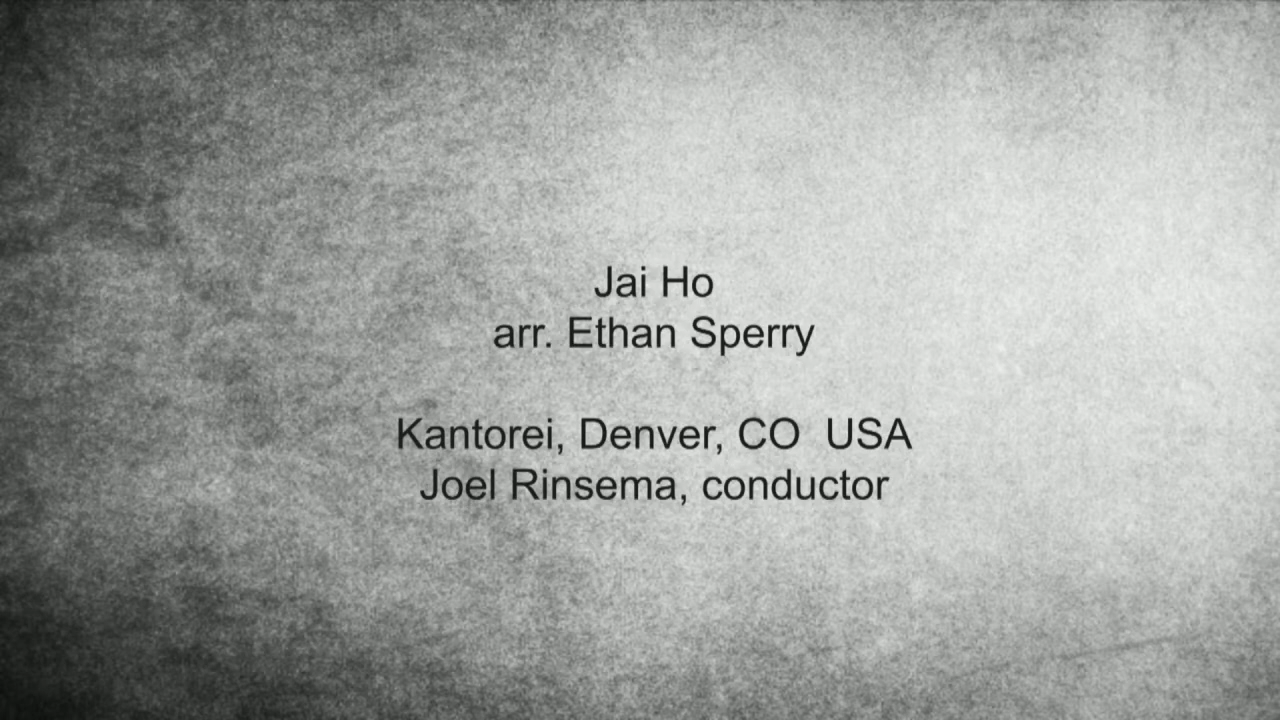 Jai Ho
arr. Ethan Sperry
Kantorei, Denver, CO  USA
Joel Rinsema, conductor